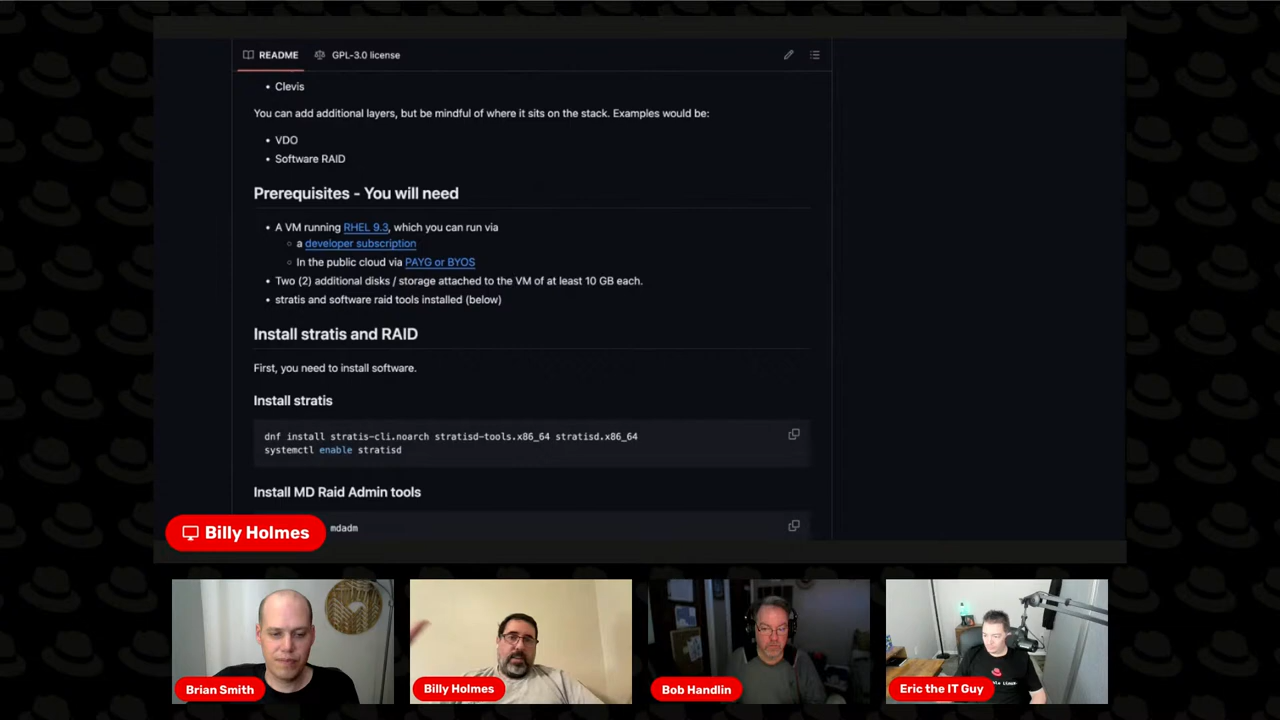 README GPL-3.0 license
Clevis
You can add additional layers, but be mindful of where it sits on the stack. Examples would be:
VDO
Software RAID
Prerequisites - You will need
A VM running RHEL 9.3, which you can run via
a developer subscription
In the public cloud via PAYG or BYOS
Two (2) additional disks / storage attached to the VM of at least 10 GB each.
stratis and software raid tools installed (below)
Install stratis and RAID
First, you need to install software.
Install stratis
dnf install stratis-cli.noarch stratisd-tools.x86_64 stratisd.x86_64
systemctl enable stratisd
Install MD Raid Admin tools
mdadm
Billy Holmes
Brian Smith
Billy Holmes
Bob Handlin
Eric the IT Guy